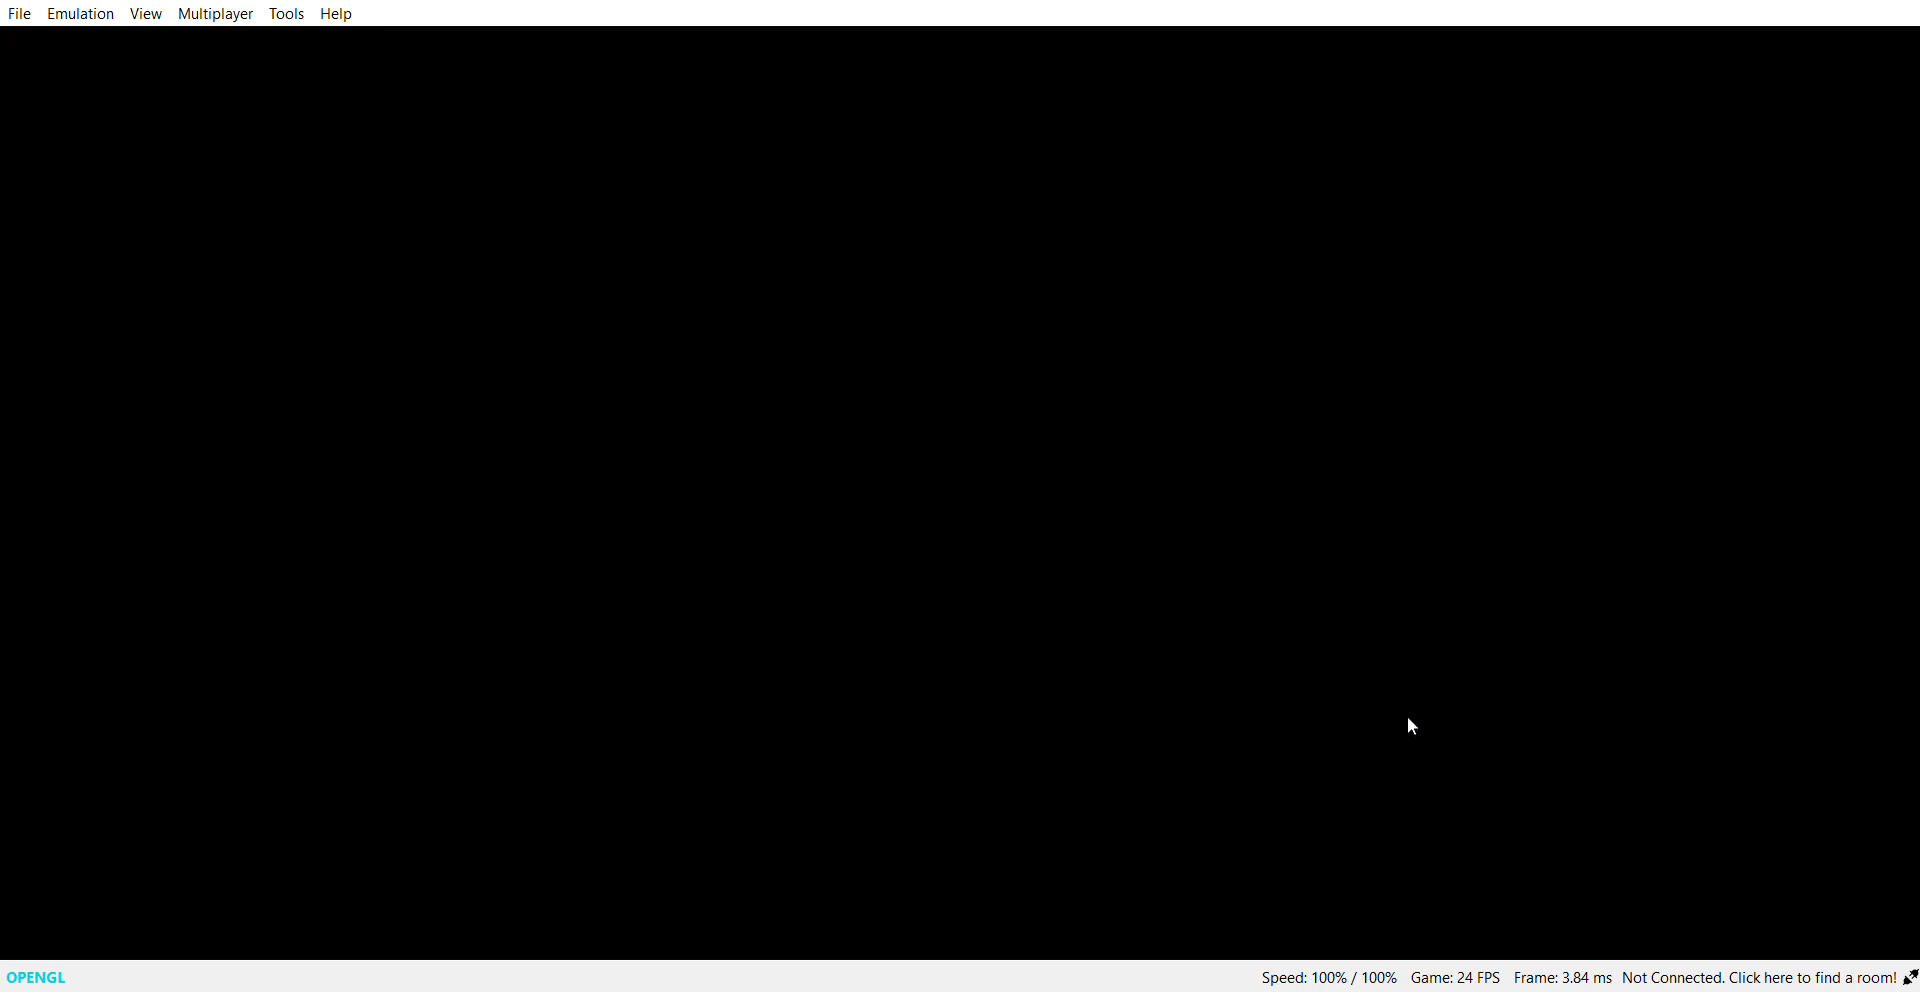 File Emulation View Multiplayer Tools Help
OPENGL Speed: 100% / 100% Game: 24 FPS Frame: 3.84 ms Not Connected. Click here to find a room!